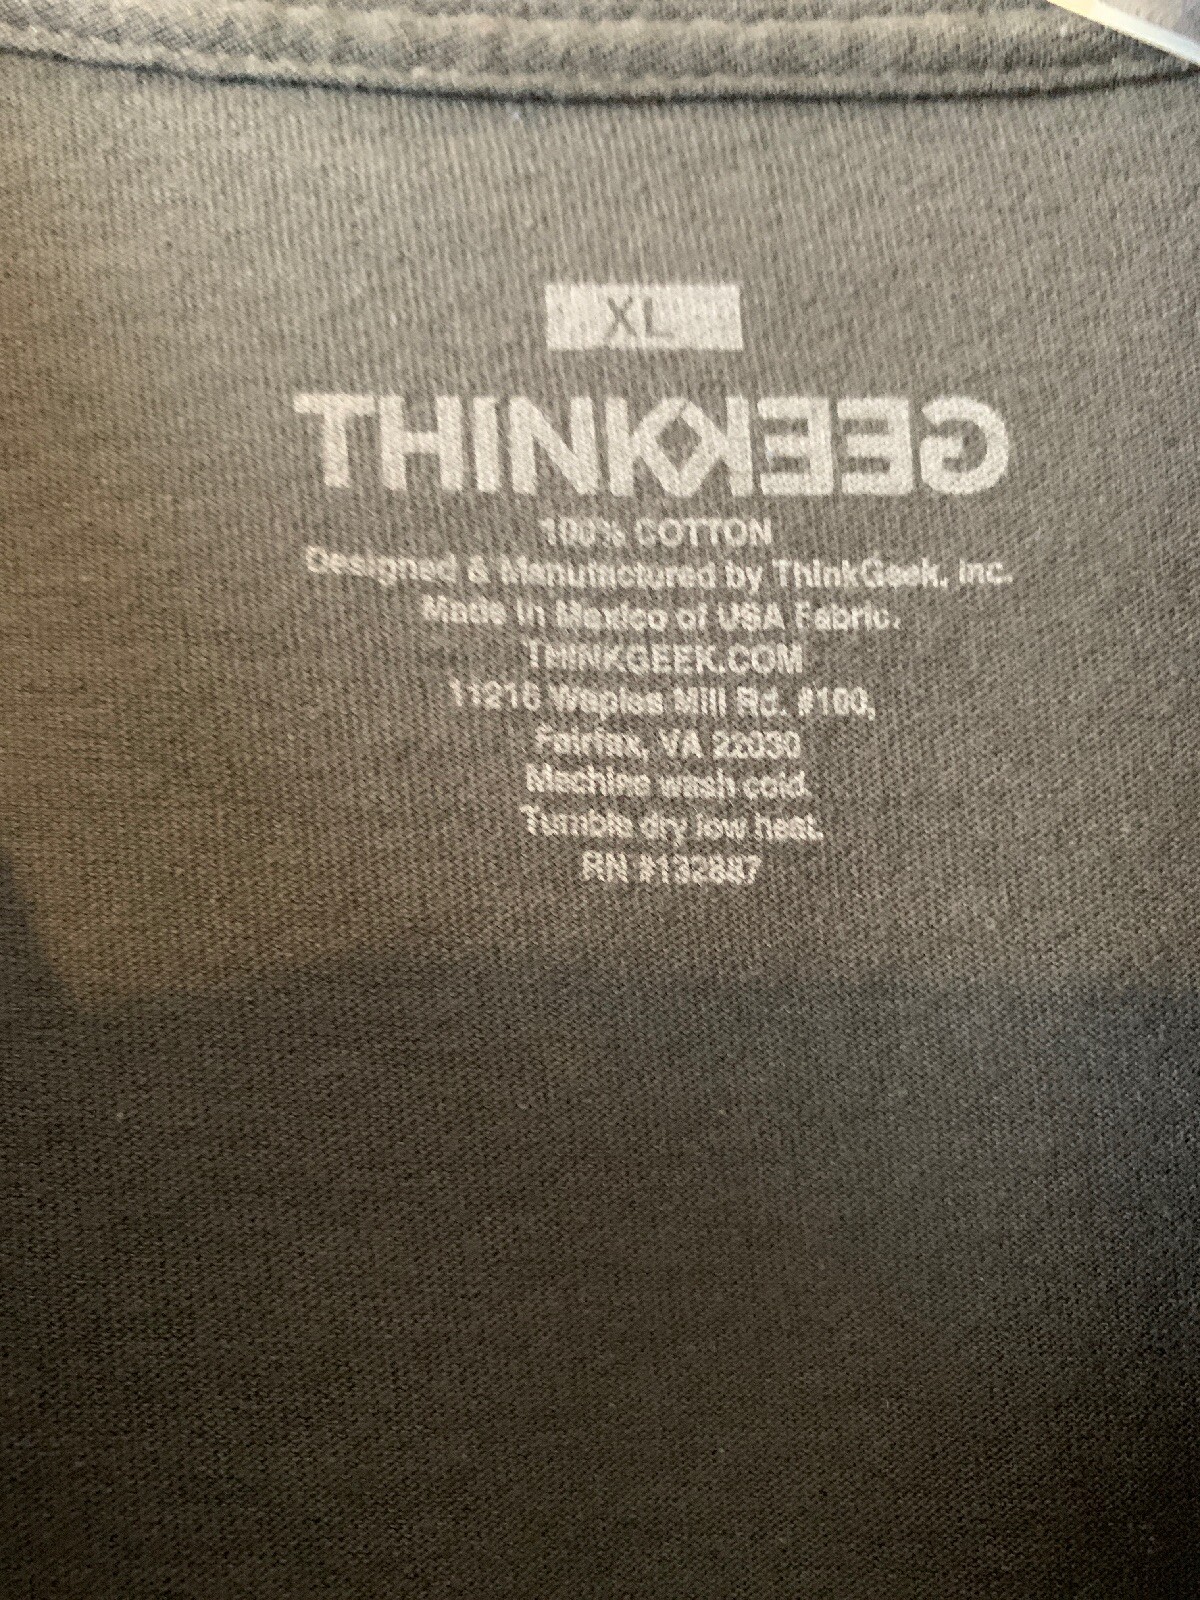 XL
THINKGEEK
100% COTTON
Designed & Manufactured by ThinkGeek, Inc.
Made in Mexico of USA Fabric.
THINKGEEK.COM
11216 Waples Mill Rd. #100,
Fairfax, VA 22030
Machine wash cold.
Tumble dry low heat.
RN #132887